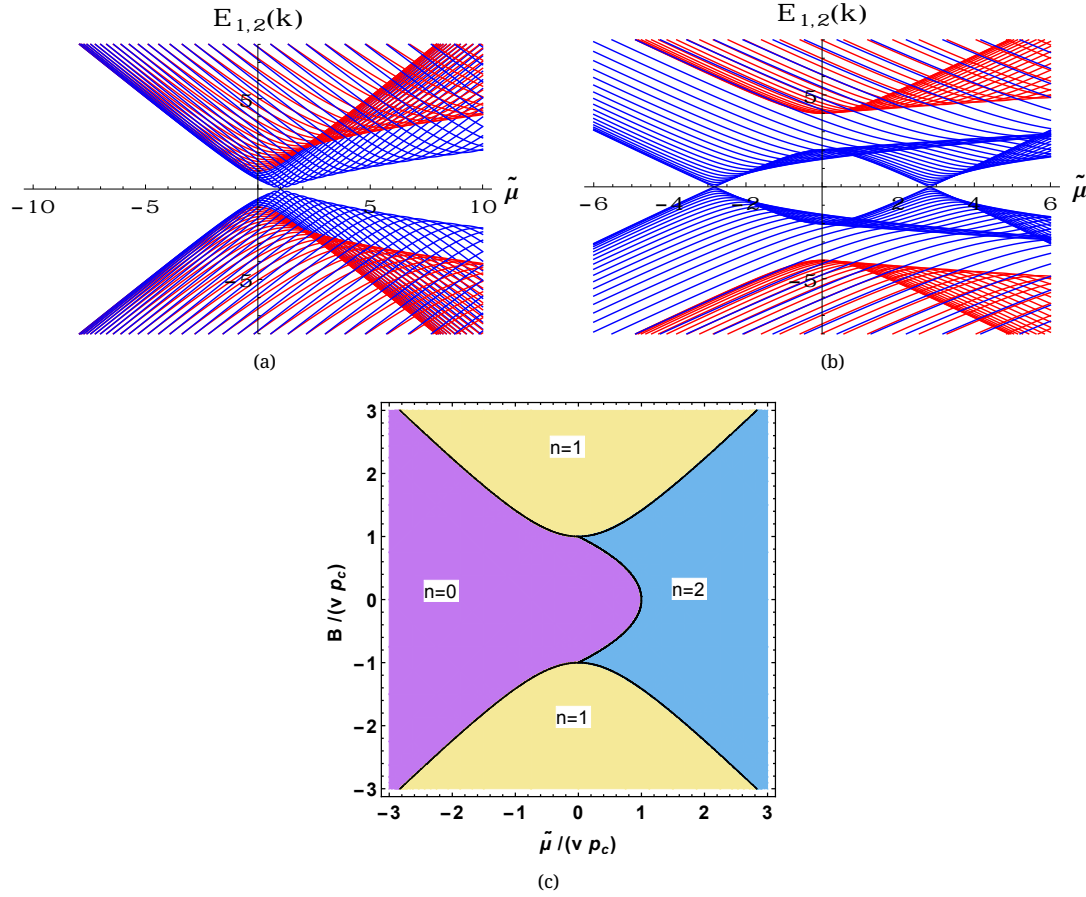 E1,2(k)
5
−10
−5
5
10
μ̃
−5
(a)
E1,2(k)
5
−6
−4
−2
2
4
6
μ̃
−5
(b)
3
2
1
0
−1
−2
−3
B /(v pc)
n=1
n=0
n=2
n=1
−3
−2
−1
0
1
2
3
μ̃ /(v pc)
(c)